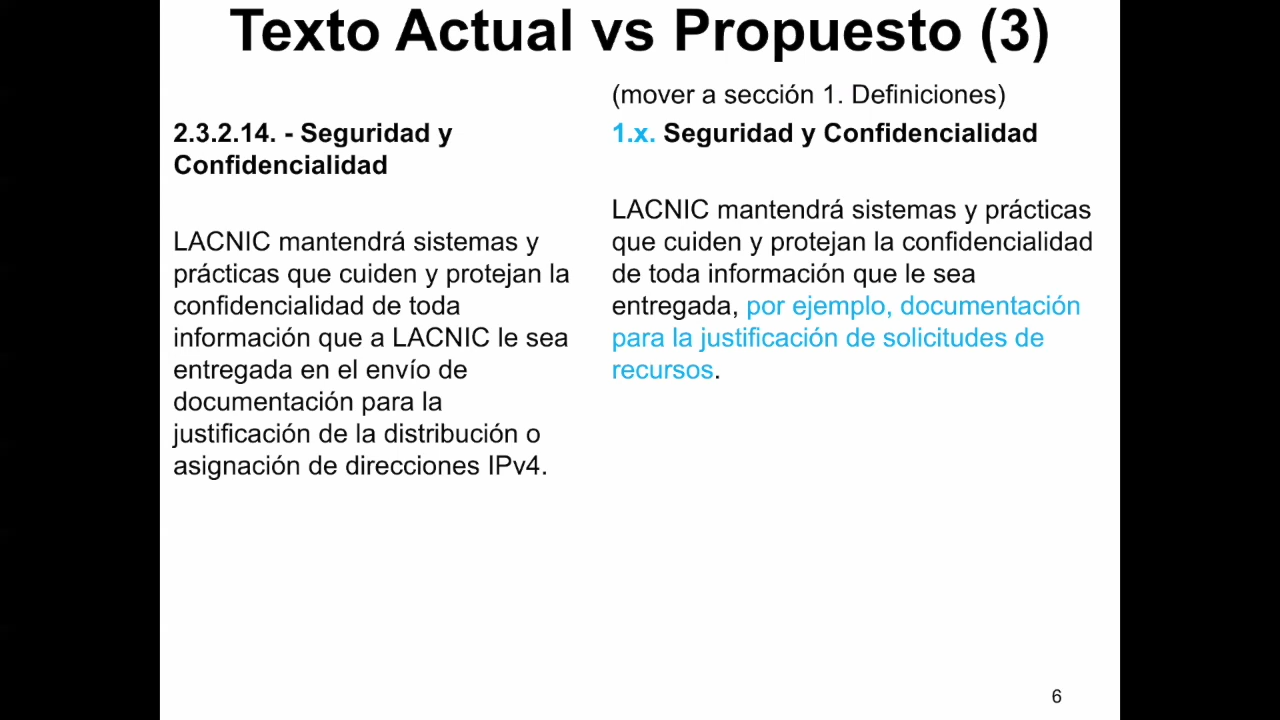 Texto Actual vs Propuesto (3)
2.3.2.14. - Seguridad y
Confidencialidad
LACNIC mantendrá sistemas y
prácticas que cuiden y protejan la
confidencialidad de toda
información que a LACNIC le sea
entregada en el envío de
documentación para la
justificación de la distribución o
asignación de direcciones IPv4.
(mover a sección 1. Definiciones)
1.x. Seguridad y Confidencialidad
LACNIC mantendrá sistemas y prácticas
que cuiden y protejan la confidencialidad
de toda información que le sea
entregada, por ejemplo, documentación
para la justificación de solicitudes de
recursos.
6